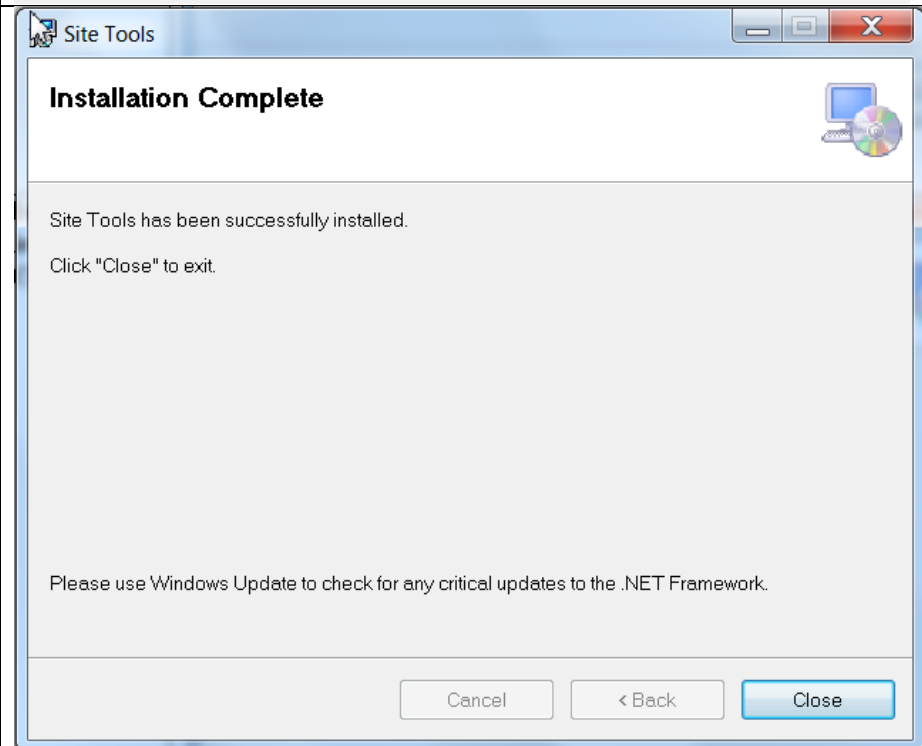 Site Tools
Installation Complete
Site Tools has been successfully installed.
Click "Close" to exit.
Please use Windows Update to check for any critical updates to the .NET Framework.
Cancel
< Back
Close